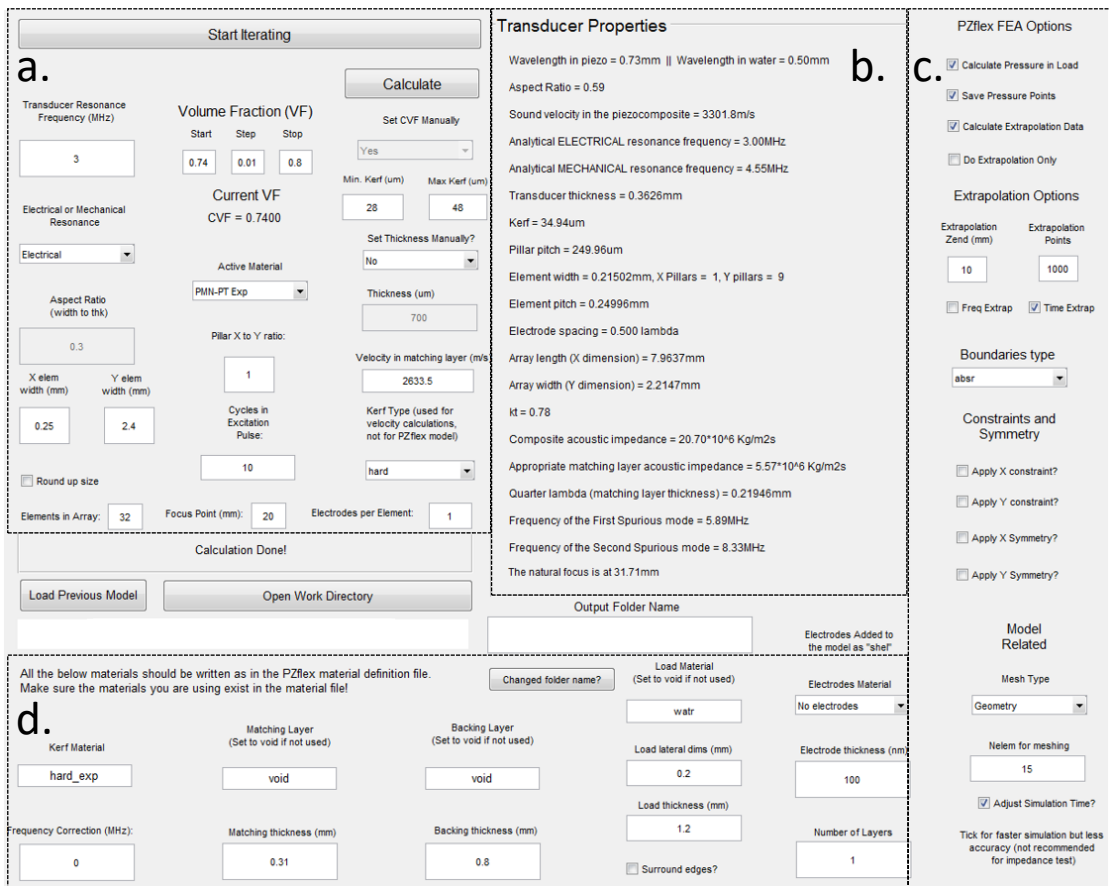 Start Iterating
a.
Calculate
Transducer Resonance
Frequency (MHz)
3
Volume Fraction (VF)
Start Step Stop
0.74 0.01 0.8
Set CVF Manually
Yes
Current VF
CVF = 0.7400
Min. Kerf (um) Max Kerf (um)
28 48
Electrical or Mechanical
Resonance
Electrical
Set Thickness Manually?
No
Active Material
PMN-PT Exp
Aspect Ratio
(width to thk)
0.3
Thickness (um)
700
Pillar X to Y ratio:
1
Velocity in matching layer (m/s
2633.5
X elem
width (mm)
Y elem
width (mm)
0.25 2.4
Cycles in
Excitation
Pulse:
10
Kerf Type (used for
velocity calculations,
not for PZflex model)
hard
Round up size
Elements in Array: 32 Focus Point (mm): 20 Electrodes per Element: 1
Calculation Done!
Load Previous Model
Open Work Directory
Transducer Properties
b.
Wavelength in piezo = 0.73mm || Wavelength in water = 0.50mm
Aspect Ratio = 0.59
Sound velocity in the piezocomposite = 3301.8m/s
Analytical ELECTRICAL resonance frequency = 3.00MHz
Analytical MECHANICAL resonance frequency = 4.55MHz
Transducer thickness = 0.3626mm
Kerf = 34.94um
Pillar pitch = 249.96um
Element width = 0.21502mm, X Pillars = 1, Y pillars = 9
Element pitch = 0.24996mm
Electrode spacing = 0.500 lambda
Array length (X dimension) = 7.9637mm
Array width (Y dimension) = 2.2147mm
kt = 0.78
Composite acoustic impedance = 20.70*10^6 Kg/m2s
Appropriate matching layer acoustic impedance = 5.57*10^6 Kg/m2s
Quarter lambda (matching layer thickness) = 0.21946mm
Frequency of the First Spurious mode = 5.89MHz
Frequency of the Second Spurious mode = 8.33MHz
The natural focus is at 31.71mm
Output Folder Name
Electrodes Added to
the model as "shel"
c.
PZflex FEA Options
Calculate Pressure in Load
Save Pressure Points
Calculate Extrapolation Data
Do Extrapolation Only
Extrapolation Options
Extrapolation
Zend (mm)
Extrapolation
Points
10 1000
Freq Extrap Time Extrap
Boundaries type
absr
Constraints and
Symmetry
Apply X constraint?
Apply Y constraint?
Apply X Symmetry?
Apply Y Symmetry?
Model
Related
Mesh Type
Geometry
Nelem for meshing
15
Adjust Simulation Time?
Tick for faster simulation but less
accuracy (not recommended
for impedance test)
d.
All the below materials should be written as in the PZflex material definition file.
Make sure the materials you are using exist in the material file!
Changed folder name?
Load Material
(Set to void if not used)
watr
Electrodes Material
No electrodes
Kerf Material
hard_exp
Matching Layer
(Set to void if not used)
void
Backing Layer
(Set to void if not used)
void
Load lateral dims (mm)
0.2
Electrode thickness (nm)
100
Load thickness (mm)
1.2
Frequency Correction (MHz):
0
Matching thickness (mm)
0.31
Backing thickness (mm)
0.8
Surround edges?
Number of Layers
1